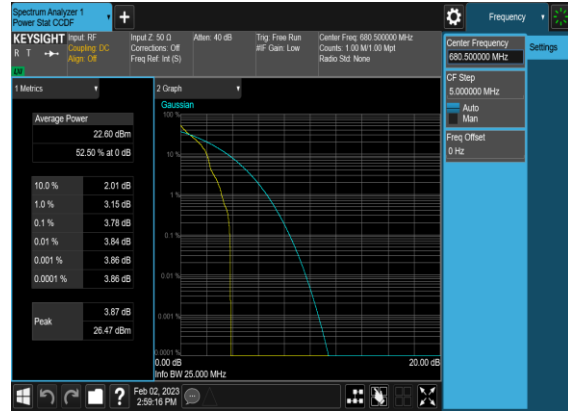 Spectrum Analyzer 1
Power Stat CCDF
+
Frequency
KEYSIGHT
R T
LXI
Input: RF
Coupling: DC
Align: Off
Input Z: 50 Ω
Corrections: Off
Freq Ref: Int (S)
Atten: 40 dB
Trig: Free Run
#IF Gain: Low
Center Freq: 680.500000 MHz
Counts: 1.00 M/1.00 Mpt
Radio Std: None
Center Frequency
680.500000 MHz
Settings
CF Step
5.000000 MHz
Auto
Man
Freq Offset
0 Hz
1 Metrics
Average Power
22.60 dBm
52.50 % at 0 dB
10.0 % 2.01 dB
1.0 % 3.15 dB
0.1 % 3.78 dB
0.01 % 3.84 dB
0.001 % 3.86 dB
0.0001 % 3.86 dB
Peak
3.87 dB
26.47 dBm
2 Graph
Gaussian
100 %
10 %
1 %
0.1 %
0.01 %
0.001 %
0.0001 %
0.00 dB 20.00 dB
Info BW 25.000 MHz
?
Feb 02, 2023
2:59:16 PM